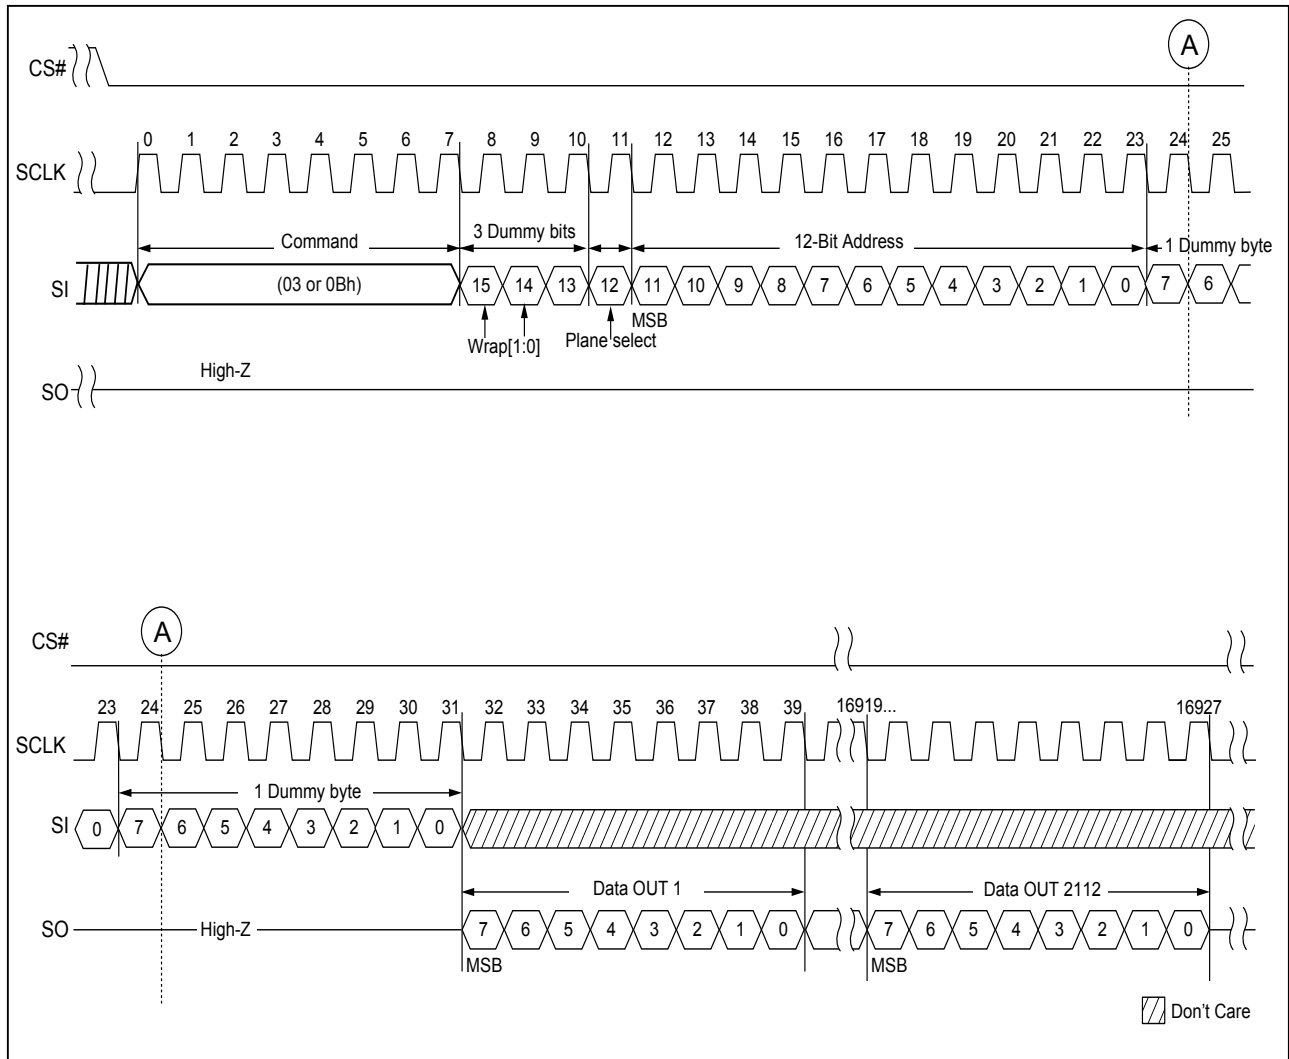 A
CS#
0 1 2 3 4 5 6 7 8 9 10 11 12 13 14 15 16 17 18 19 20 21 22 23 24 25
SCLK
Command 3 Dummy bits 12-Bit Address 1 Dummy byte
SI (03 or 0Bh) 15 14 13 12 11 10 9 8 7 6 5 4 3 2 1 0 7 6
MSB
Wrap[1:0] Plane select
High-Z
SO
A
CS#
23 24 25 26 27 28 29 30 31 32 33 34 35 36 37 38 39 16919... 16927
SCLK
1 Dummy byte
SI 0 7 6 5 4 3 2 1 0
Data OUT 1 Data OUT 2112
SO High-Z 7 6 5 4 3 2 1 0 7 6 5 4 3 2 1 0
MSB MSB
Don't Care